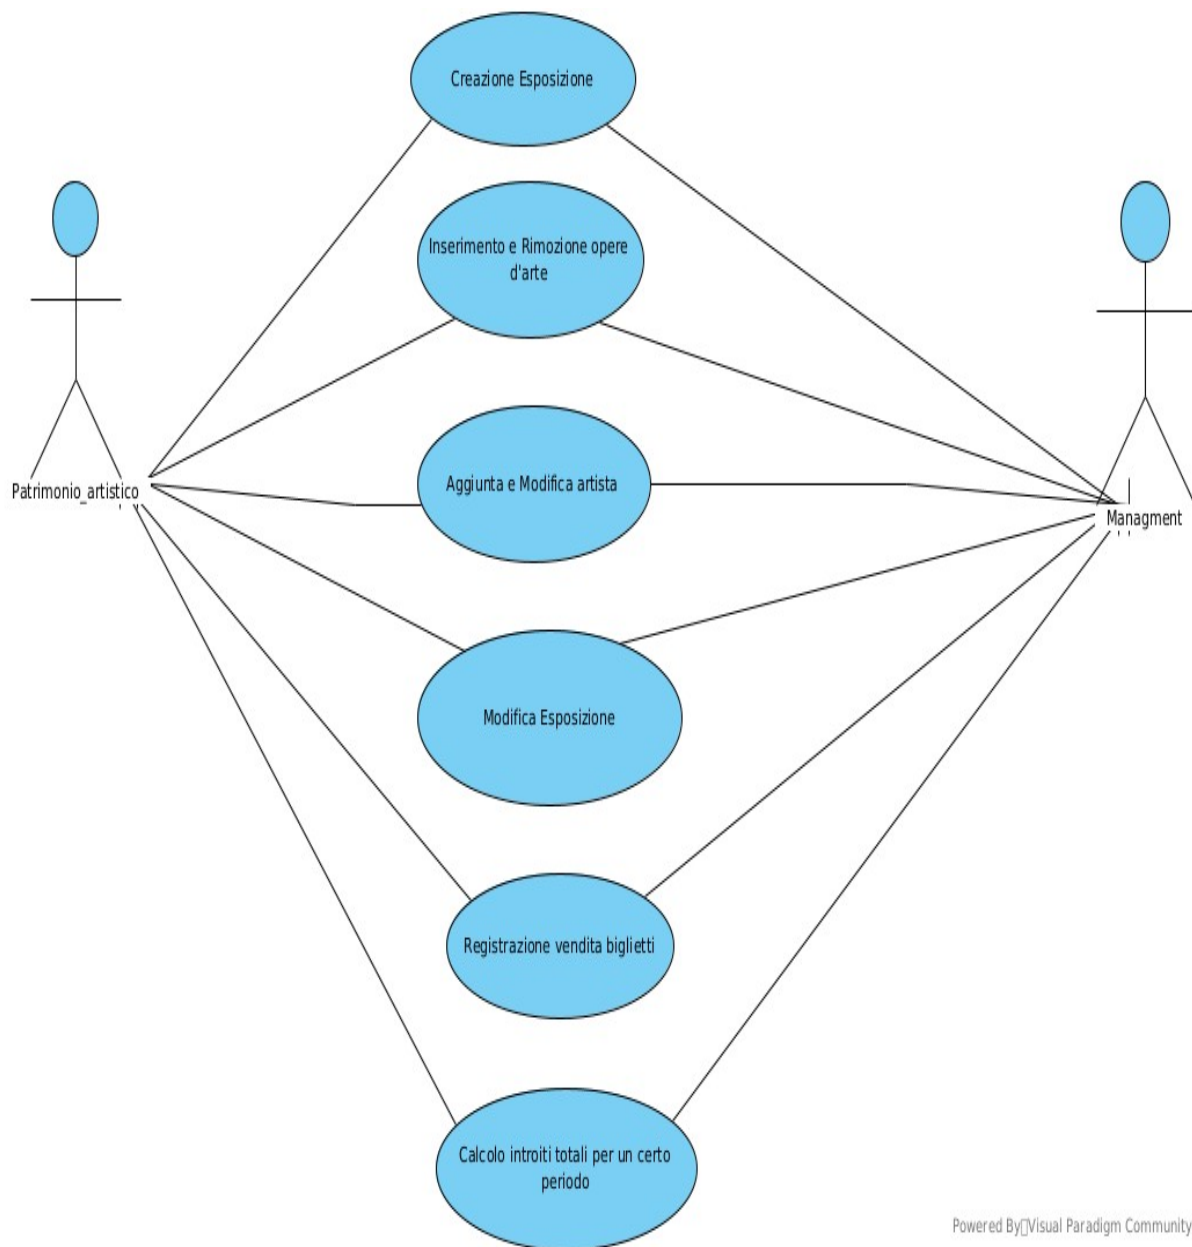 Creazione Esposizione
Inserimento e Rimozione opere
d'arte
Aggiunta e Modifica artista
Patrimonio_artistico
Managment
Modifica Esposizione
Registrazione vendita biglietti
Calcolo introiti totali per un certo
periodo
Powered By Visual Paradigm Community